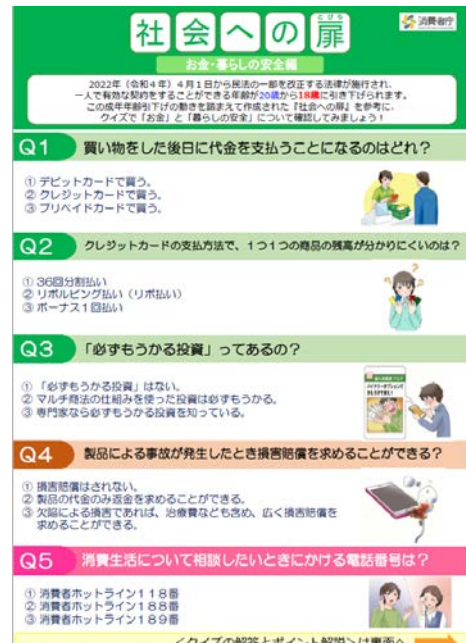 社会への扉
とびら
消費者庁
お金・暮らしの安全編
2022年（令和４年）４月１日から民法の一部を改正する法律が施行され、
一人で有効な契約をすることができる年齢が20歳から18歳に引き下げられます。
この成年年齢引下げの動きを踏まえて作成された『社会への扉』を参考に、
クイズで「お金」と「暮らしの安全」について確認してみましょう！
Q1 買い物をした後日に代金を支払うことになるのはどれ？
① デビットカードで買う。
② クレジットカードで買う。
③ プリペイドカードで買う。
Q2 クレジットカードの支払方法で、１つ１つの商品の残高が分かりにくいのは？
① 36回分割払い
② リボルビング払い（リボ払い）
③ ボーナス１回払い
Q3 「必ずもうかる投資」ってあるの？
① 「必ずもうかる投資」はない。
② マルチ商法の仕組みを使った投資は必ずもうかる。
③ 専門家なら必ずもうかる投資を知っている。
Q4 製品による事故が発生したとき損害賠償を求めることができる？
① 損害賠償はされない。
② 製品の代金のみ返金を求めることができる。
③ 欠陥による損害であれば、治療費なども含め、広く損害賠償を
求めることができる。
Q5 消費生活について相談したいときにかける電話番号は？
① 消費者ホットライン１１８番
② 消費者ホットライン１８８番
③ 消費者ホットライン１８９番
＜クイズの解答とポイント解説＞は裏面へ